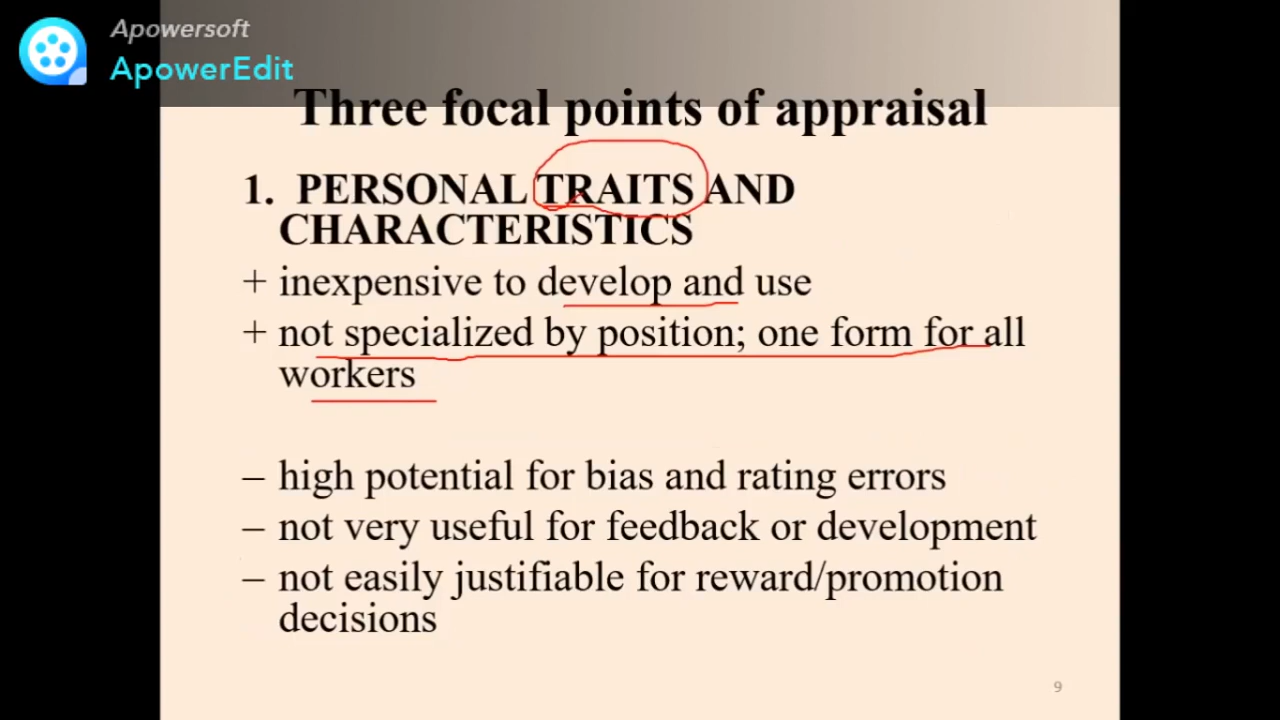 Apowersoft
ApowerEdit
Three focal points of appraisal
1. PERSONAL TRAITS AND
CHARACTERISTICS
+ inexpensive to develop and use
+ not specialized by position; one form for all
workers
– high potential for bias and rating errors
– not very useful for feedback or development
– not easily justifiable for reward/promotion
decisions
9